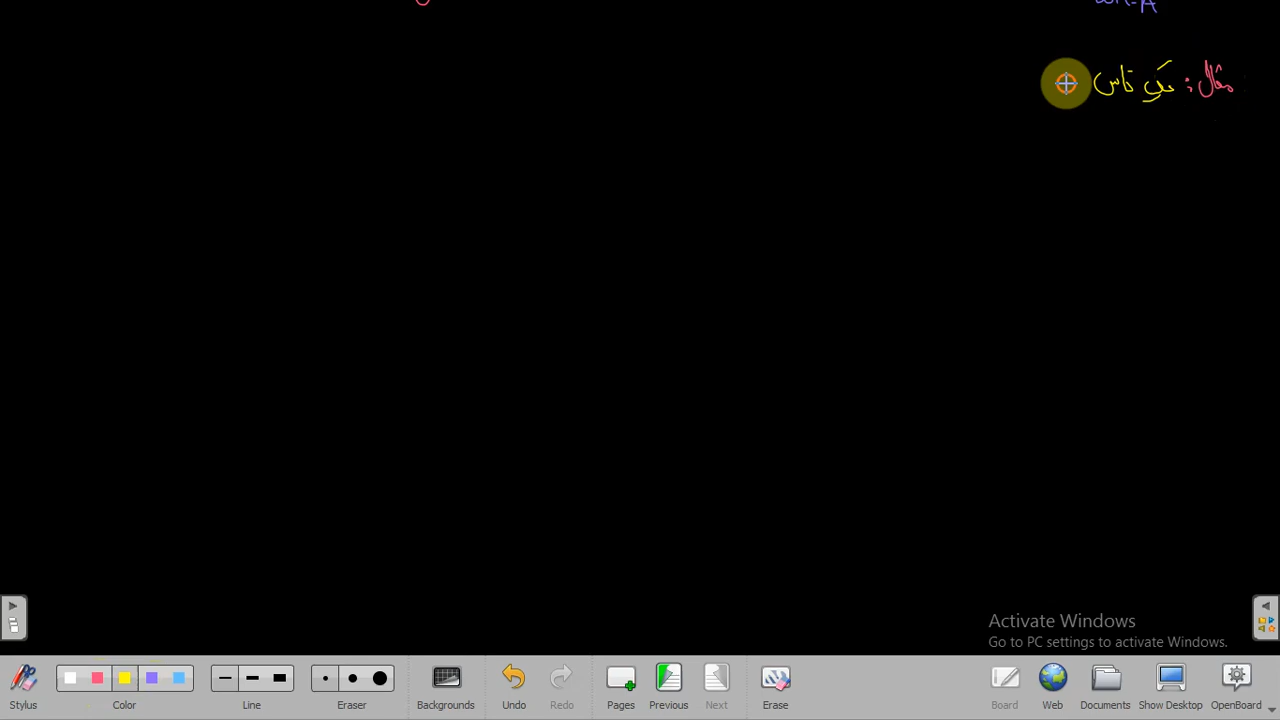 مثال : على تاس
Activate Windows
Go to PC settings to activate Windows.
Stylus Color Line Eraser Backgrounds Undo Redo Pages Previous Next Erase Board Web Documents Show Desktop OpenBoard